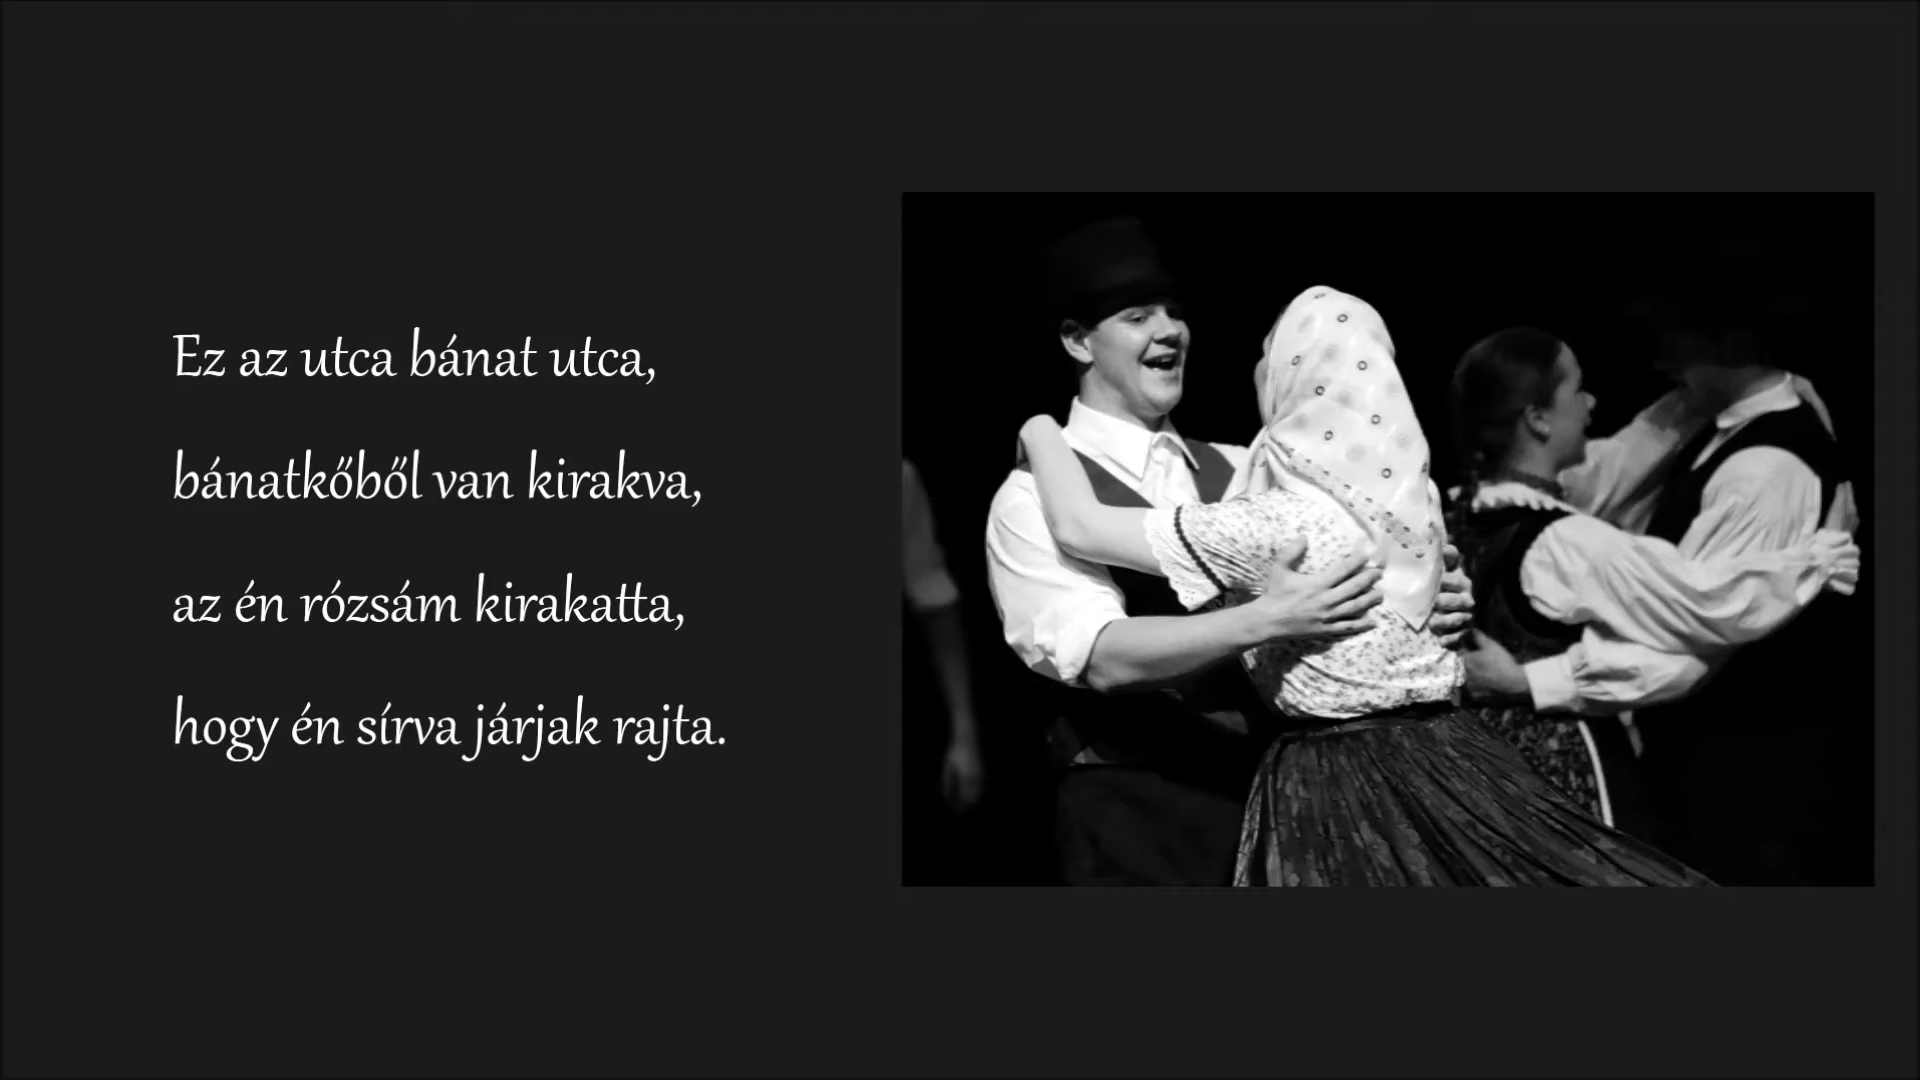 Ez az utca bánat utca,
bánatkőből van kirakva,
az én rózsám kirakatta,
hogy én sírva járjak rajta.